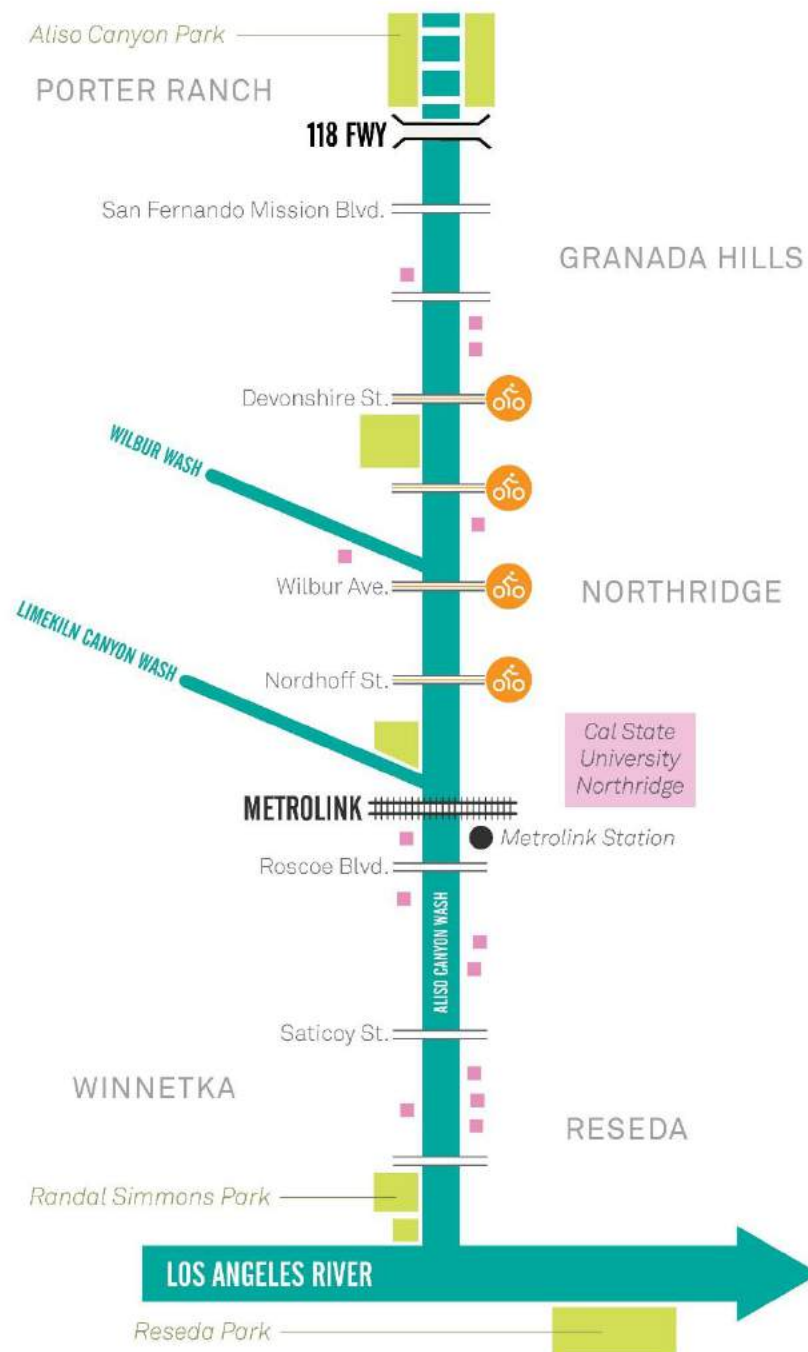 Aliso Canyon Park
PORTER RANCH
118 FWY
San Fernando Mission Blvd.
GRANADA HILLS
Devonshire St.
WILBUR WASH
Wilbur Ave.
NORTHRIDGE
LIMEKILN CANYON WASH
Nordhoff St.
Cal State
University
Northridge
METROLINK
Metrolink Station
Roscoe Blvd.
ALISO CANYON WASH
Saticoy St.
WINNETKA
RESEDA
Randal Simmons Park
LOS ANGELES RIVER
Reseda Park